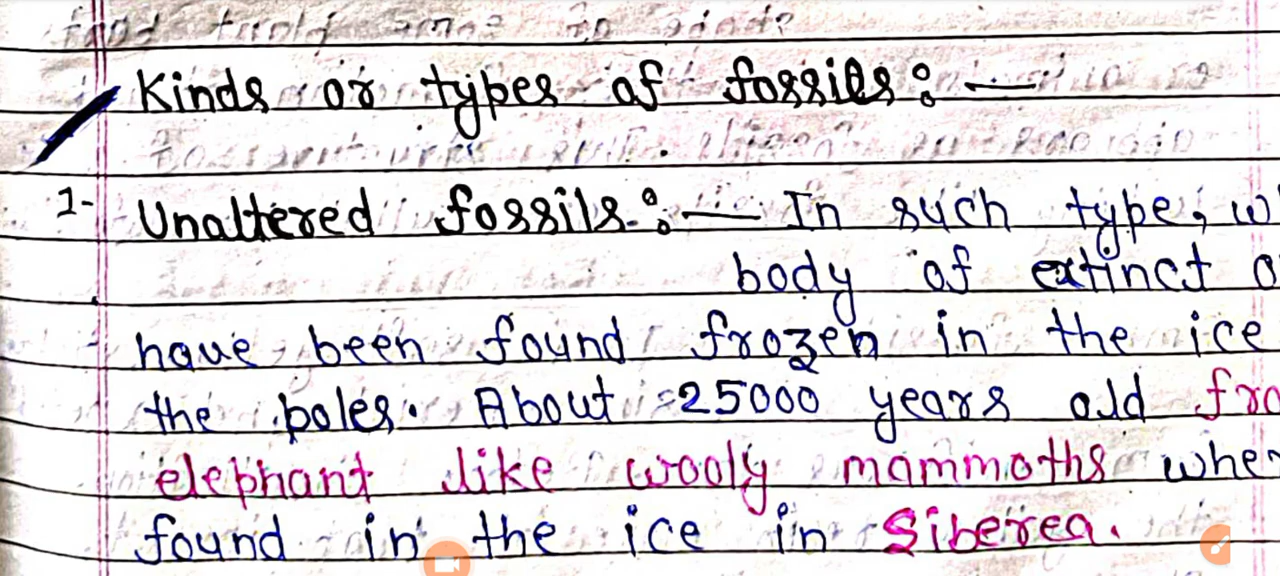 Kinds or types of fossils : —
1- Unaltered fossils : — In such type,
body of extinct
have been found frozen in the ice
the poles. About 25000 years old
elephant like wooly mammoths
found in the ice in Siberea.